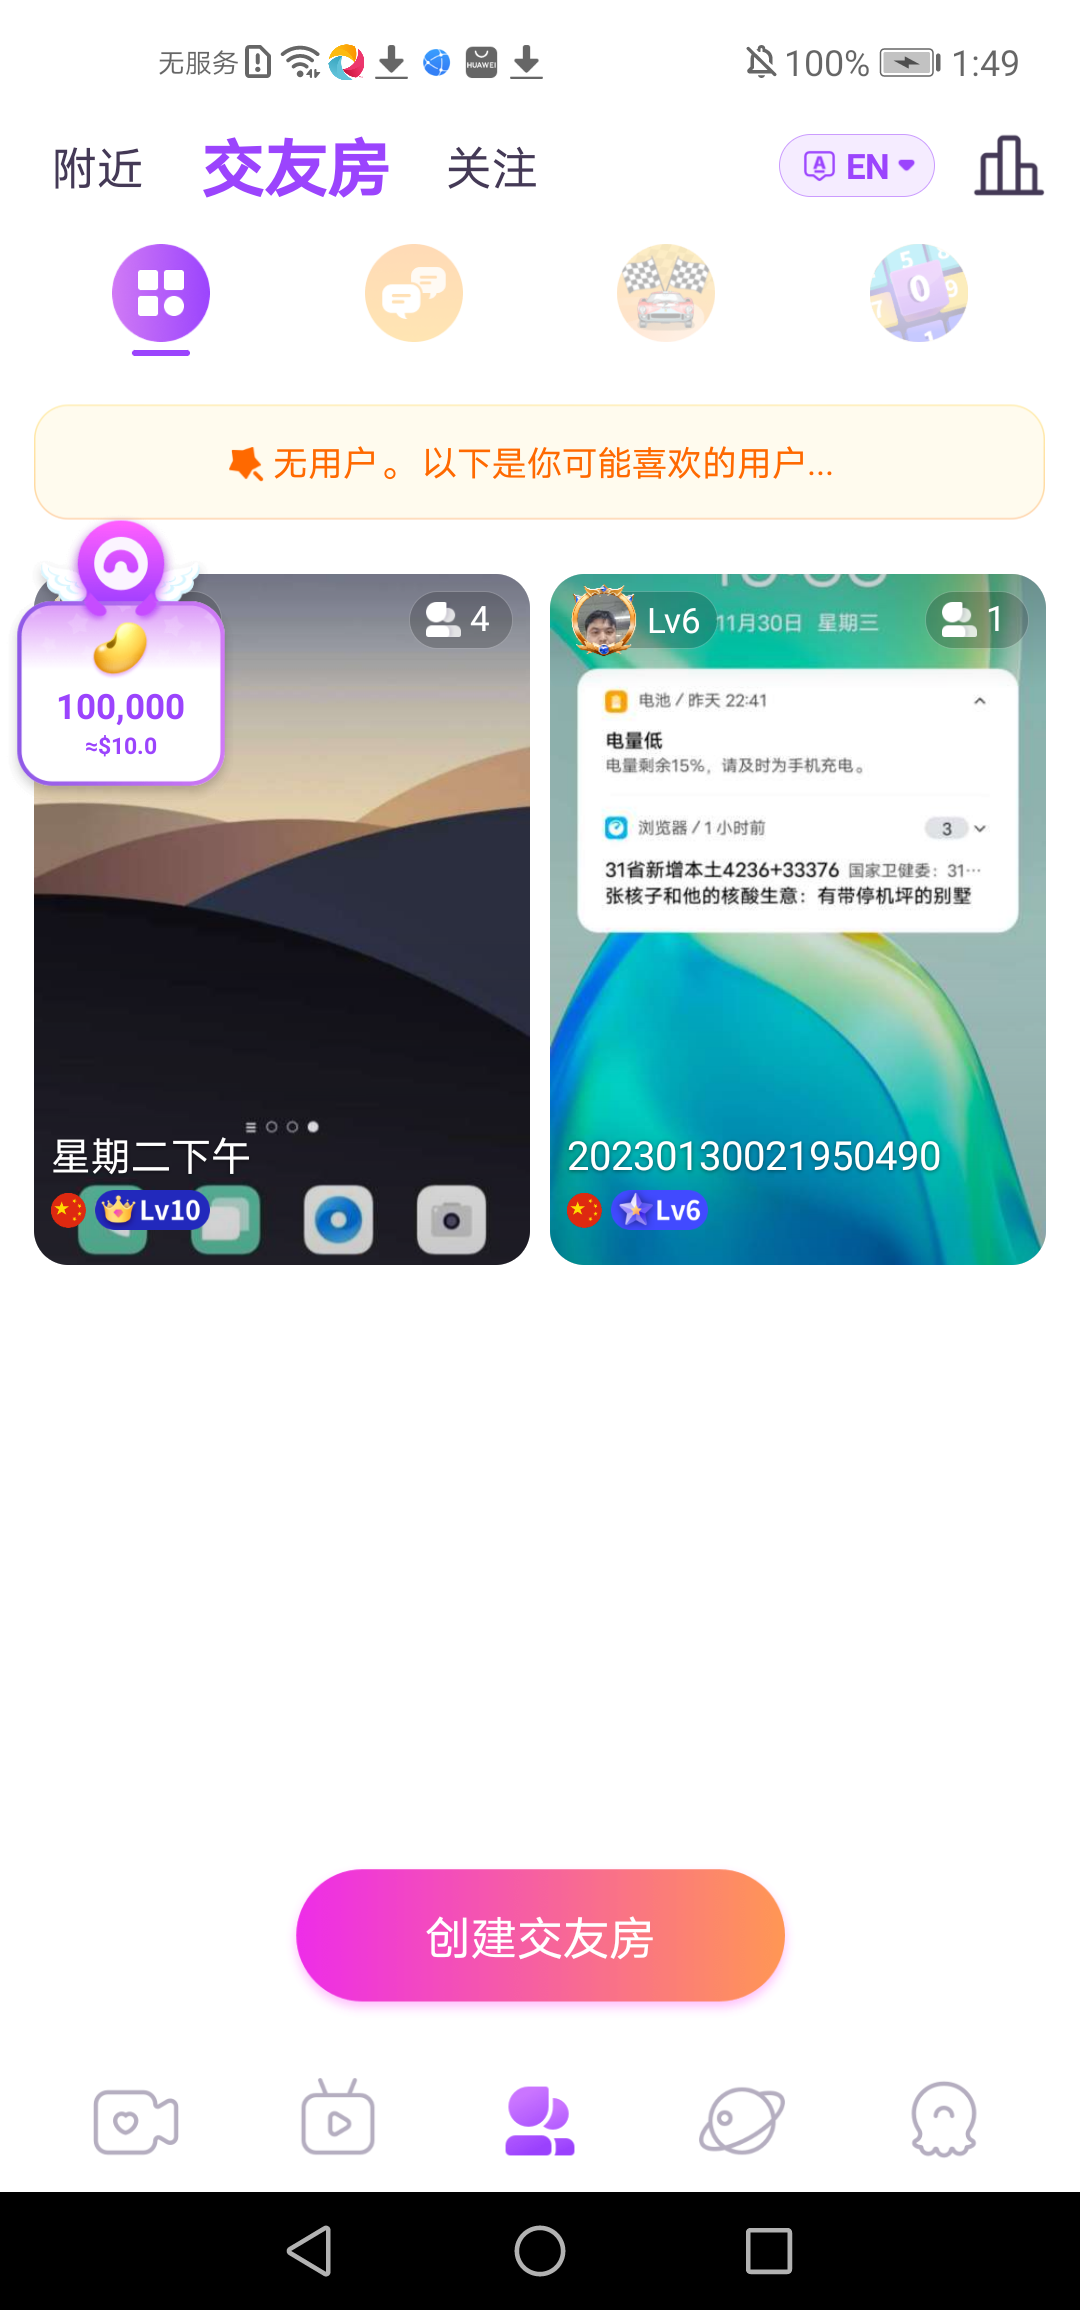 无服务
100%
1:49
附近
交友房
关注
EN
无用户。以下是你可能喜欢的用户...
100,000
≈$10.0
4
Lv6
11月30日 星期三
1
电池 / 昨天 22:41
电量低
电量剩余15%，请及时为手机充电。
浏览器 / 1 小时前
3
31省新增本土4236+33376 国家卫健委：31…
张核子和他的核酸生意：有带停机坪的别墅
星期二下午
Lv10
20230130021950490
Lv6
创建交友房